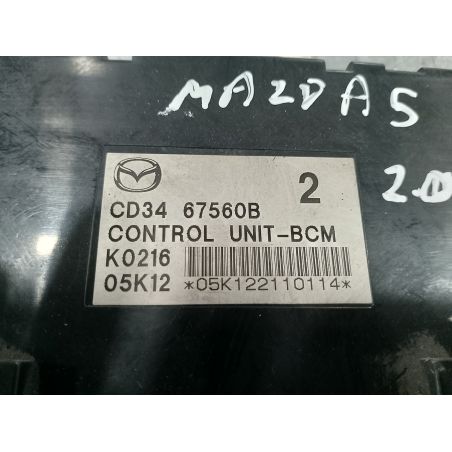 MAZDA 5
2.0
2
CD34 67560B
CONTROL UNIT-BCM
K0216
05K12 *05K122110114*